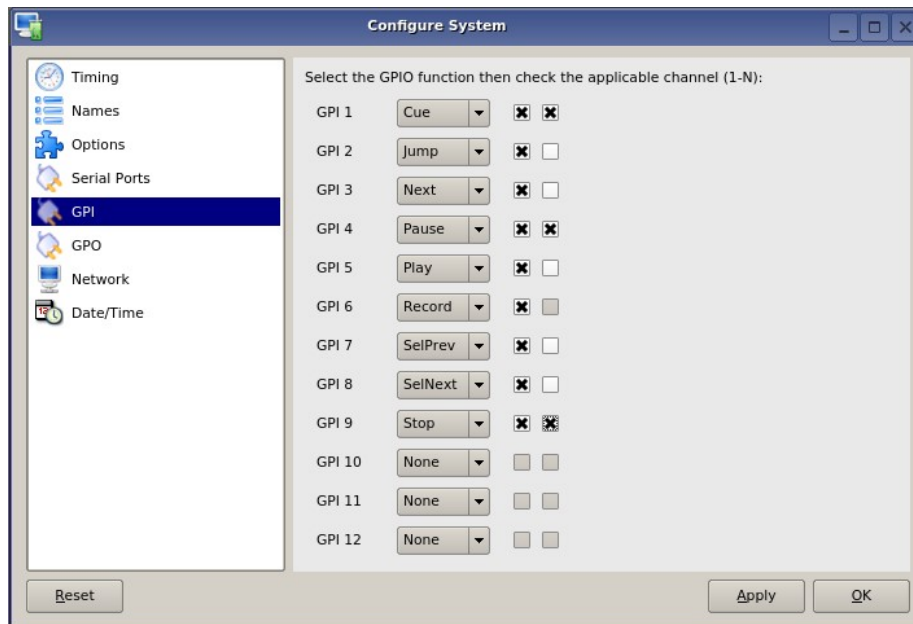 Configure System
Timing
Names
Options
Serial Ports
GPI
GPO
Network
Date/Time
Select the GPIO function then check the applicable channel (1-N):
GPI 1 Cue
GPI 2 Jump
GPI 3 Next
GPI 4 Pause
GPI 5 Play
GPI 6 Record
GPI 7 SelPrev
GPI 8 SelNext
GPI 9 Stop
GPI 10 None
GPI 11 None
GPI 12 None
Reset Apply OK